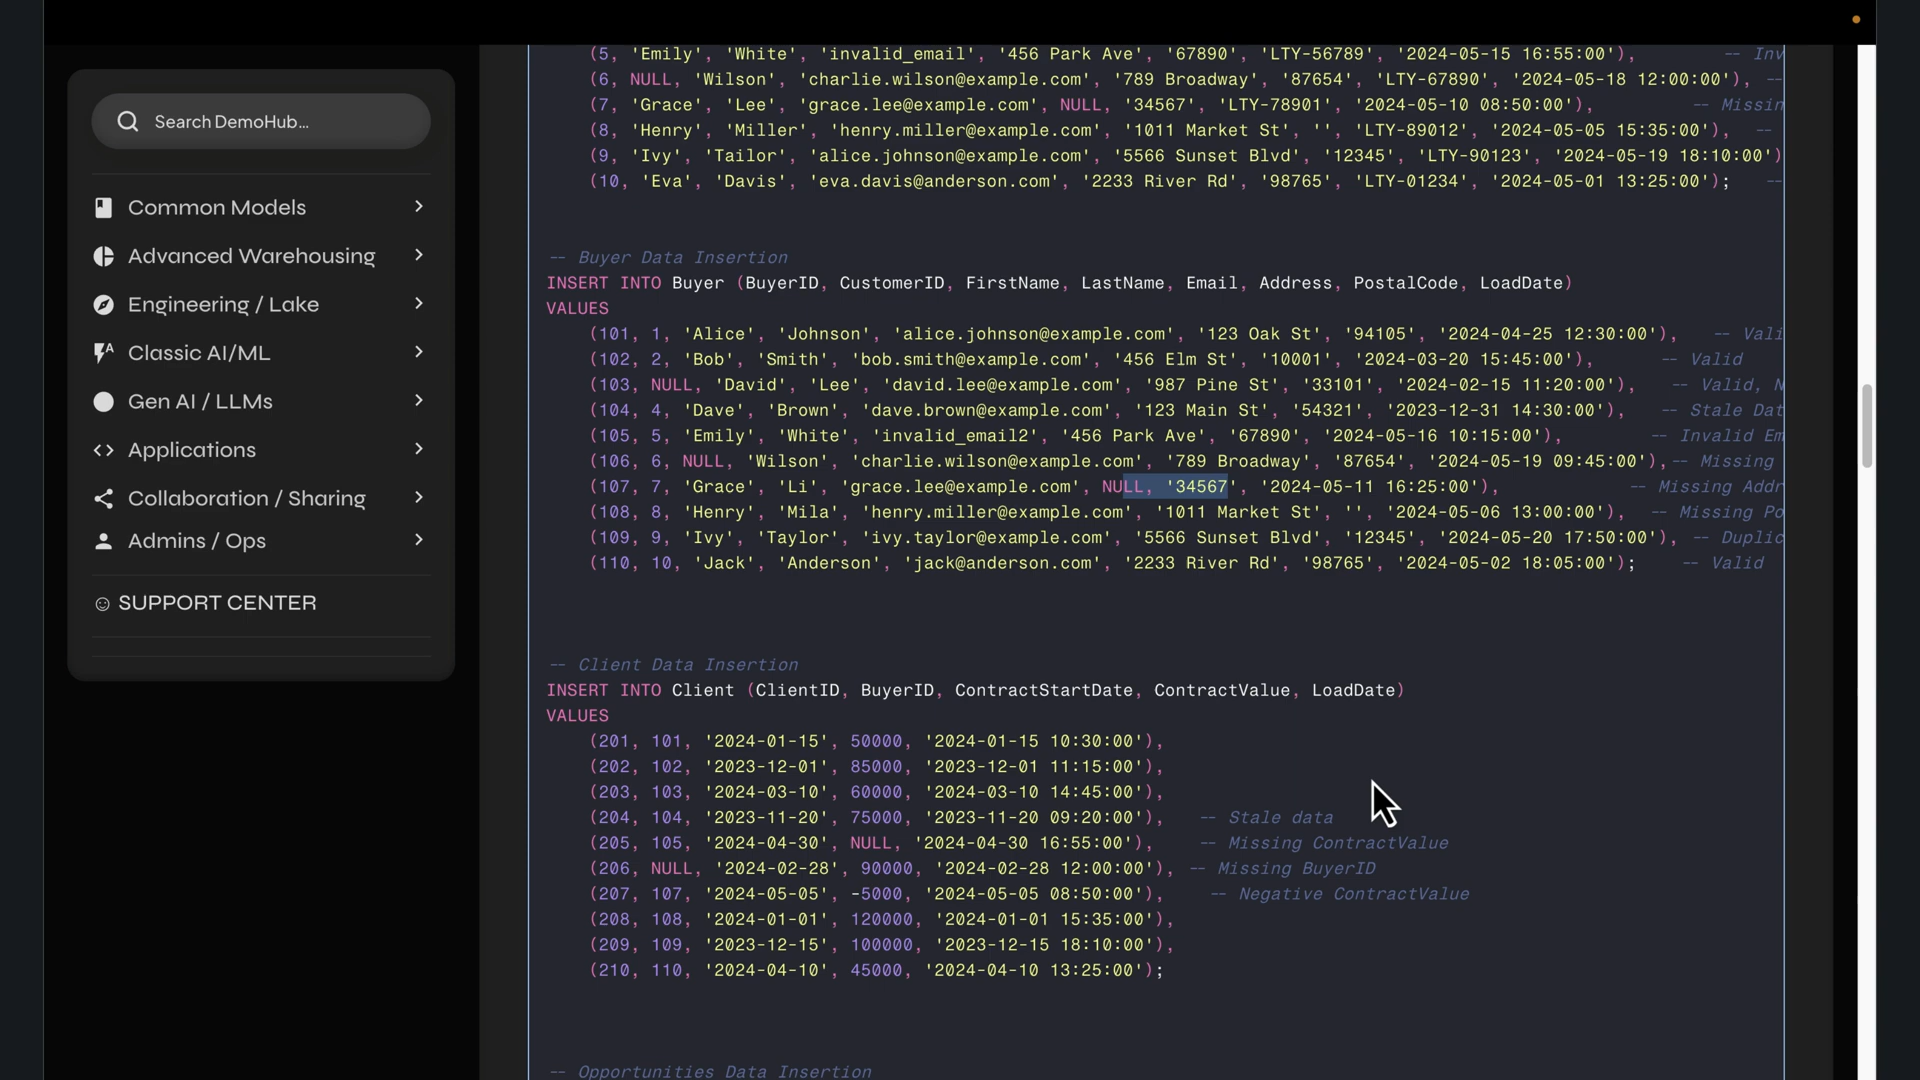 Search DemoHub...
Common Models
Advanced Warehousing
Engineering / Lake
Classic AI/ML
Gen AI / LLMs
Applications
Collaboration / Sharing
Admins / Ops
☺ SUPPORT CENTER
(5, 'Emily', 'White', 'invalid_email', '456 Park Ave', '67890', 'LTY-56789', '2024-05-15 16:55:00'), -- Inv
(6, NULL, 'Wilson', 'charlie.wilson@example.com', '789 Broadway', '87654', 'LTY-67890', '2024-05-18 12:00:00'), --
(7, 'Grace', 'Lee', 'grace.lee@example.com', NULL, '34567', 'LTY-78901', '2024-05-10 08:50:00'), -- Missin
(8, 'Henry', 'Miller', 'henry.miller@example.com', '1011 Market St', '', 'LTY-89012', '2024-05-05 15:35:00'), --
(9, 'Ivy', 'Tailor', 'alice.johnson@example.com', '5566 Sunset Blvd', '12345', 'LTY-90123', '2024-05-19 18:10:00')
(10, 'Eva', 'Davis', 'eva.davis@anderson.com', '2233 River Rd', '98765', 'LTY-01234', '2024-05-01 13:25:00'); --
-- Buyer Data Insertion
INSERT INTO Buyer (BuyerID, CustomerID, FirstName, LastName, Email, Address, PostalCode, LoadDate)
VALUES
(101, 1, 'Alice', 'Johnson', 'alice.johnson@example.com', '123 Oak St', '94105', '2024-04-25 12:30:00'), -- Vali
(102, 2, 'Bob', 'Smith', 'bob.smith@example.com', '456 Elm St', '10001', '2024-03-20 15:45:00'), -- Valid
(103, NULL, 'David', 'Lee', 'david.lee@example.com', '987 Pine St', '33101', '2024-02-15 11:20:00'), -- Valid, N
(104, 4, 'Dave', 'Brown', 'dave.brown@example.com', '123 Main St', '54321', '2023-12-31 14:30:00'), -- Stale Dat
(105, 5, 'Emily', 'White', 'invalid_email2', '456 Park Ave', '67890', '2024-05-16 10:15:00'), -- Invalid Em
(106, 6, NULL, 'Wilson', 'charlie.wilson@example.com', '789 Broadway', '87654', '2024-05-19 09:45:00'), -- Missing
(107, 7, 'Grace', 'Li', 'grace.lee@example.com', NULL, '34567', '2024-05-11 16:25:00'), -- Missing Addr
(108, 8, 'Henry', 'Mila', 'henry.miller@example.com', '1011 Market St', '', '2024-05-06 13:00:00'), -- Missing Po
(109, 9, 'Ivy', 'Taylor', 'ivy.taylor@example.com', '5566 Sunset Blvd', '12345', '2024-05-20 17:50:00'), -- Duplic
(110, 10, 'Jack', 'Anderson', 'jack@anderson.com', '2233 River Rd', '98765', '2024-05-02 18:05:00'); -- Valid
-- Client Data Insertion
INSERT INTO Client (ClientID, BuyerID, ContractStartDate, ContractValue, LoadDate)
VALUES
(201, 101, '2024-01-15', 50000, '2024-01-15 10:30:00'),
(202, 102, '2023-12-01', 85000, '2023-12-01 11:15:00'),
(203, 103, '2024-03-10', 60000, '2024-03-10 14:45:00'),
(204, 104, '2023-11-20', 75000, '2023-11-20 09:20:00'), -- Stale data
(205, 105, '2024-04-30', NULL, '2024-04-30 16:55:00'), -- Missing ContractValue
(206, NULL, '2024-02-28', 90000, '2024-02-28 12:00:00'), -- Missing BuyerID
(207, 107, '2024-05-05', -5000, '2024-05-05 08:50:00'), -- Negative ContractValue
(208, 108, '2024-01-01', 120000, '2024-01-01 15:35:00'),
(209, 109, '2023-12-15', 100000, '2023-12-15 18:10:00'),
(210, 110, '2024-04-10', 45000, '2024-04-10 13:25:00');
-- Opportunities Data Insertion